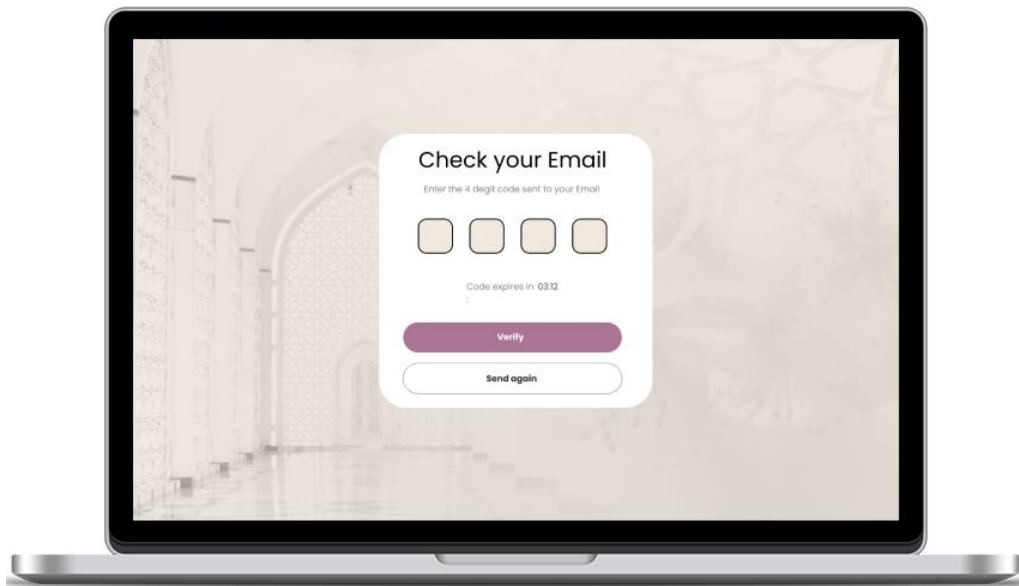 Check your Email
Enter the 4 degit code sent to your Email
Code expires in 03:12
:
Verify
Send again